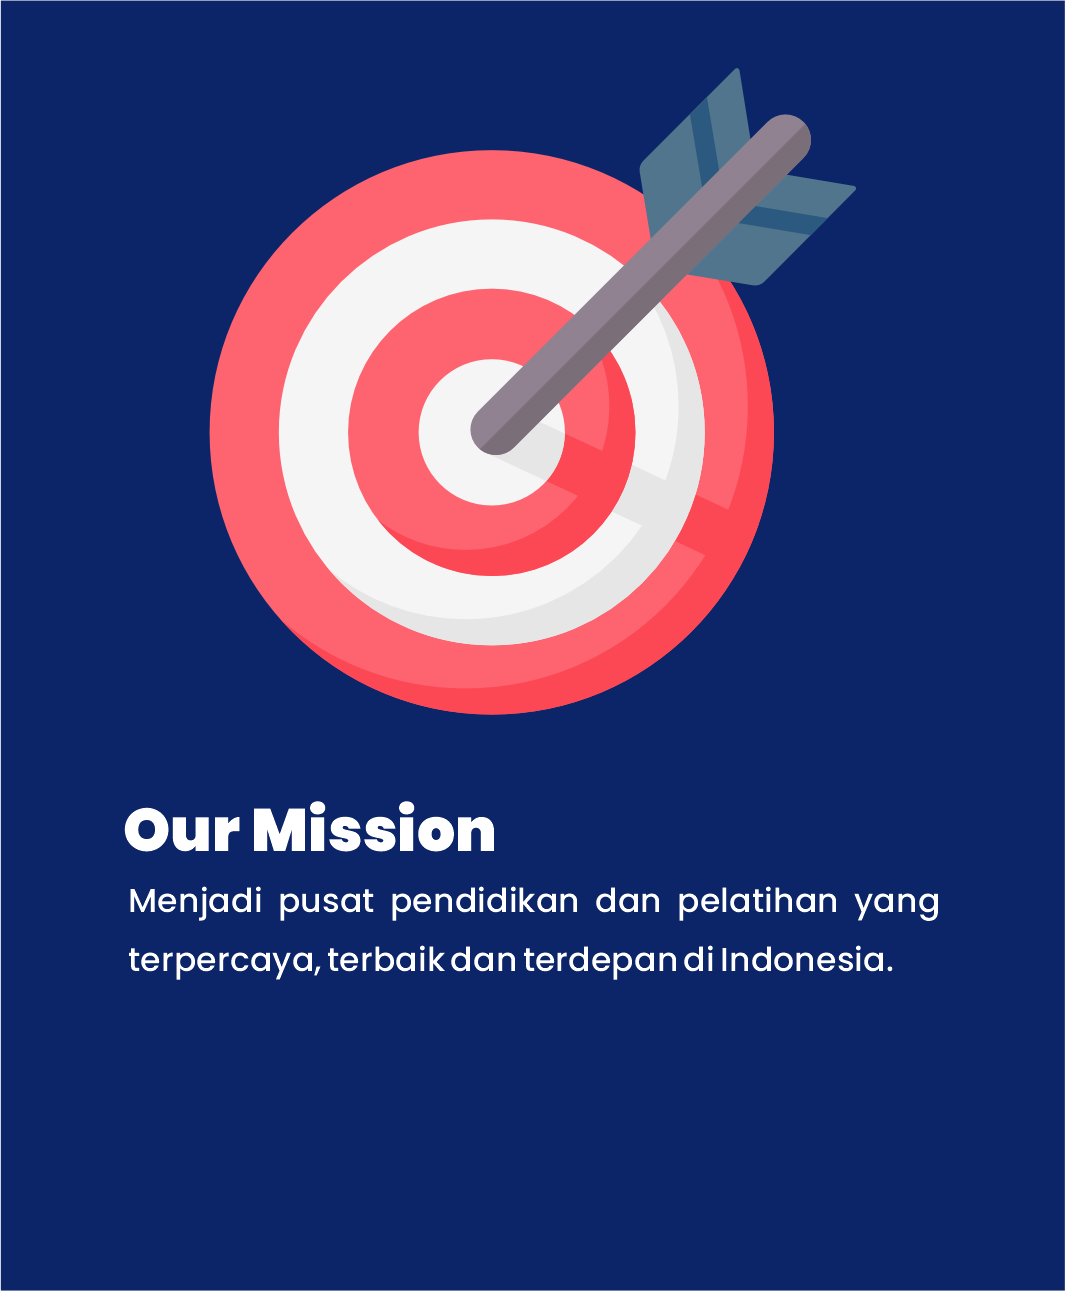 Our Mission
Menjadi pusat pendidikan dan pelatihan yang
terpercaya, terbaik dan terdepan di Indonesia.